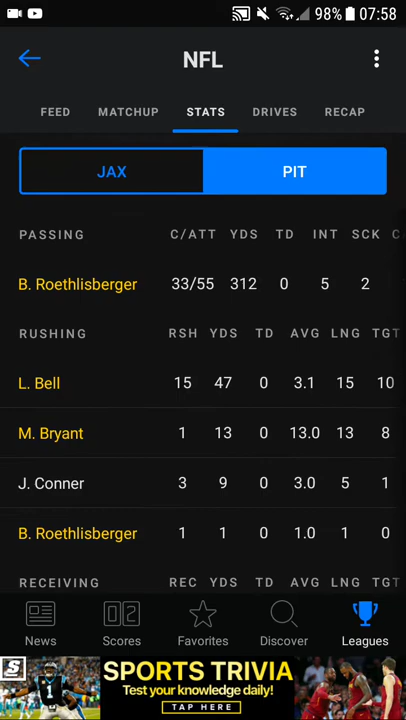 98% 07:58
NFL
FEED MATCHUP STATS DRIVES RECAP
JAX PIT
PASSING C/ATT YDS TD INT SCK
B. Roethlisberger 33/55 312 0 5 2
RUSHING RSH YDS TD AVG LNG TGT
L. Bell 15 47 0 3.1 15 10
M. Bryant 1 13 0 13.0 13 8
J. Conner 3 9 0 3.0 5 1
B. Roethlisberger 1 1 0 1.0 1 0
RECEIVING REC YDS TD AVG LNG TGT
02
News Scores Favorites Discover Leagues
S
SPORTS TRIVIA
Test your knowledge daily!
TAP HERE
1